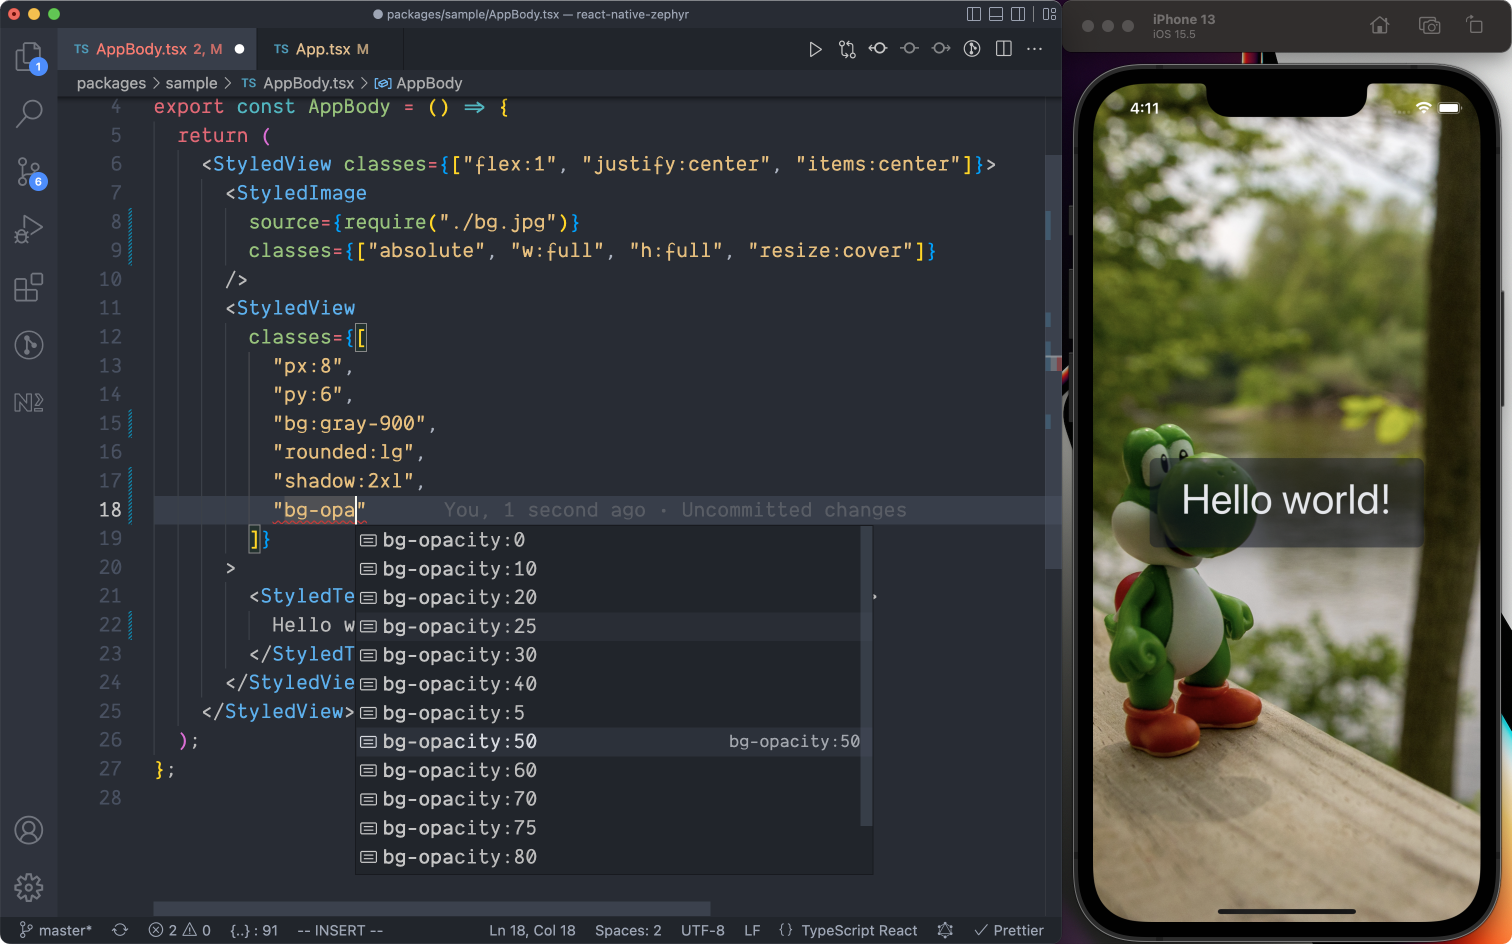 packages/sample/AppBody.tsx — react-native-zephyr
TS AppBody.tsx 2, M
TS App.tsx M
packages > sample > TS AppBody.tsx > AppBody
4 export const AppBody = () => {
5 return (
6 <StyledView classes={["flex:1", "justify:center", "items:center"]}>
7 <StyledImage
8 source={require("./bg.jpg")}
9 classes={["absolute", "w:full", "h:full", "resize:cover"]}
10 />
11 <StyledView
12 classes={[
13 "px:8",
14 "py:6",
15 "bg:gray-900",
16 "rounded:lg",
17 "shadow:2xl",
18 "bg-opa" You, 1 second ago · Uncommitted changes
19 ]}
20 >
21 <StyledTe
22 Hello w
23 </StyledT
24 </StyledVie
25 </StyledView>
26 );
27 };
28
bg-opacity:0
bg-opacity:10
bg-opacity:20
bg-opacity:25
bg-opacity:30
bg-opacity:40
bg-opacity:5
bg-opacity:50 bg-opacity:50
bg-opacity:60
bg-opacity:70
bg-opacity:75
bg-opacity:80
1
6
master* 2 0 {..} : 91 -- INSERT -- Ln 18, Col 18 Spaces: 2 UTF-8 LF {} TypeScript React Prettier
iPhone 13
iOS 15.5
4:11
Hello world!